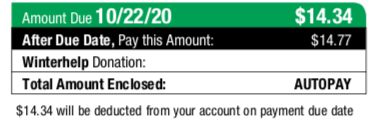 Amount Due 10/22/20 $14.34
After Due Date, Pay this Amount: $14.77
Winterhelp Donation:
Total Amount Enclosed: AUTOPAY
$14.34 will be deducted from your account on payment due date